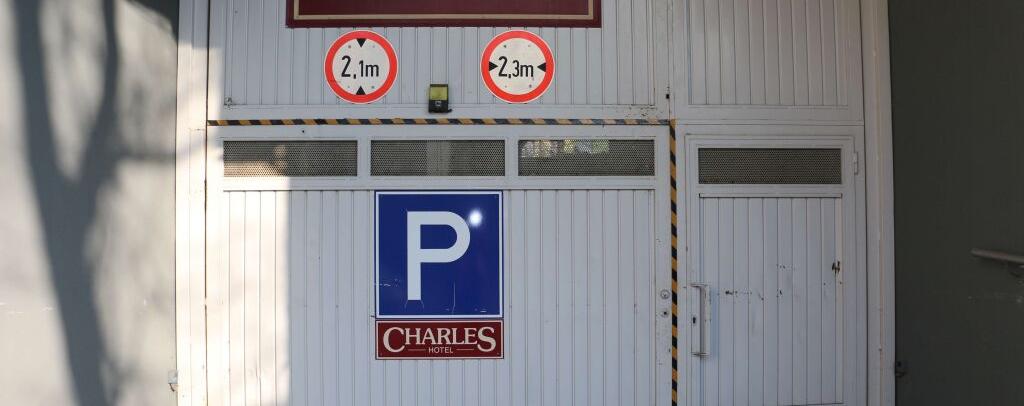 2,1m
2,3m
P
CHARLES
HOTEL